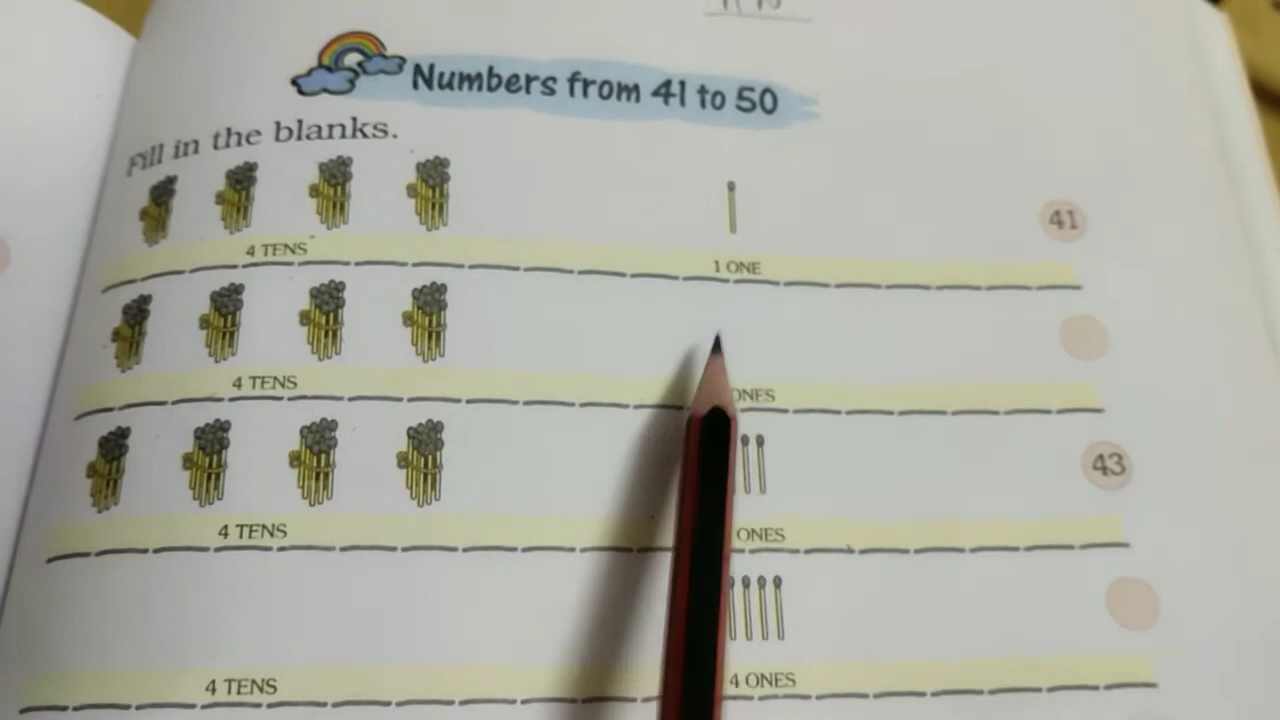 Numbers from 41 to 50
Fill in the blanks.
41
4 TENS 1 ONE
4 TENS ONES
43
4 TENS ONES
4 TENS 4 ONES